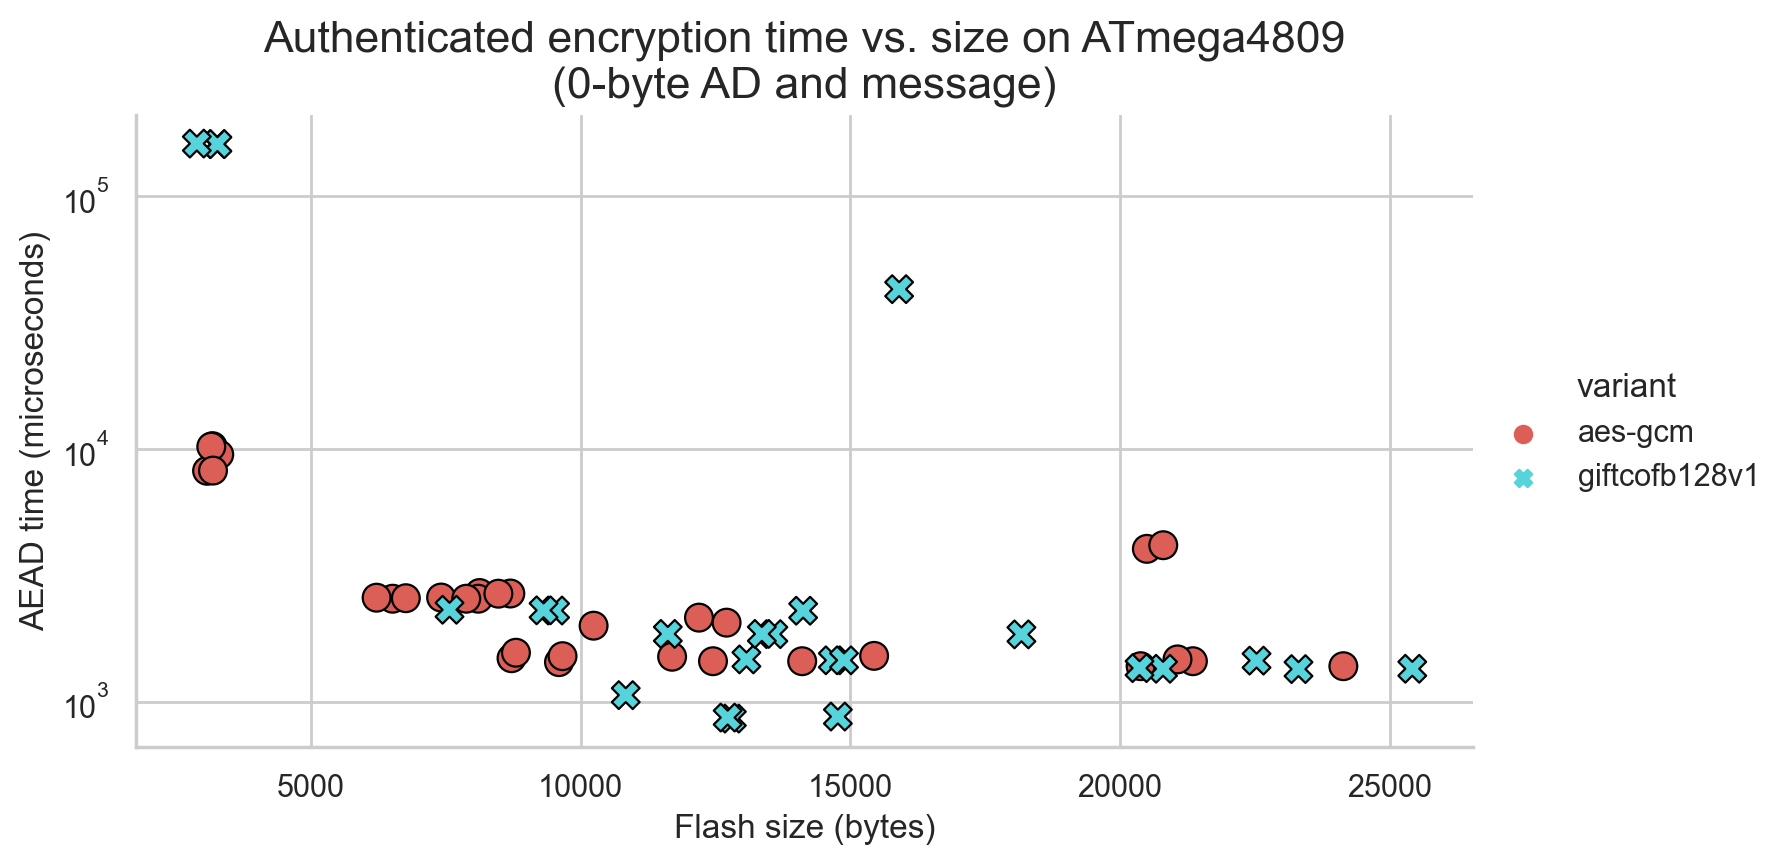 Authenticated encryption time vs. size on ATmega4809
(0-byte AD and message)
AEAD time (microseconds)
10^5
10^4
10^3
5000
10000
15000
20000
25000
Flash size (bytes)
variant
aes-gcm
giftcofb128v1